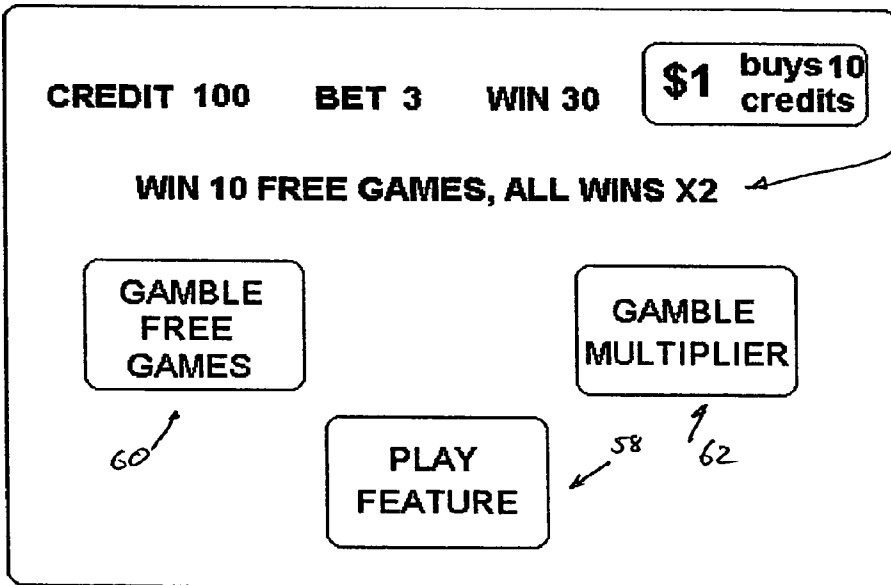 CREDIT 100 BET 3 WIN 30 $1 buys 10
credits
WIN 10 FREE GAMES, ALL WINS X2
GAMBLE
FREE
GAMES
GAMBLE
MULTIPLIER
60
PLAY
FEATURE
58
62